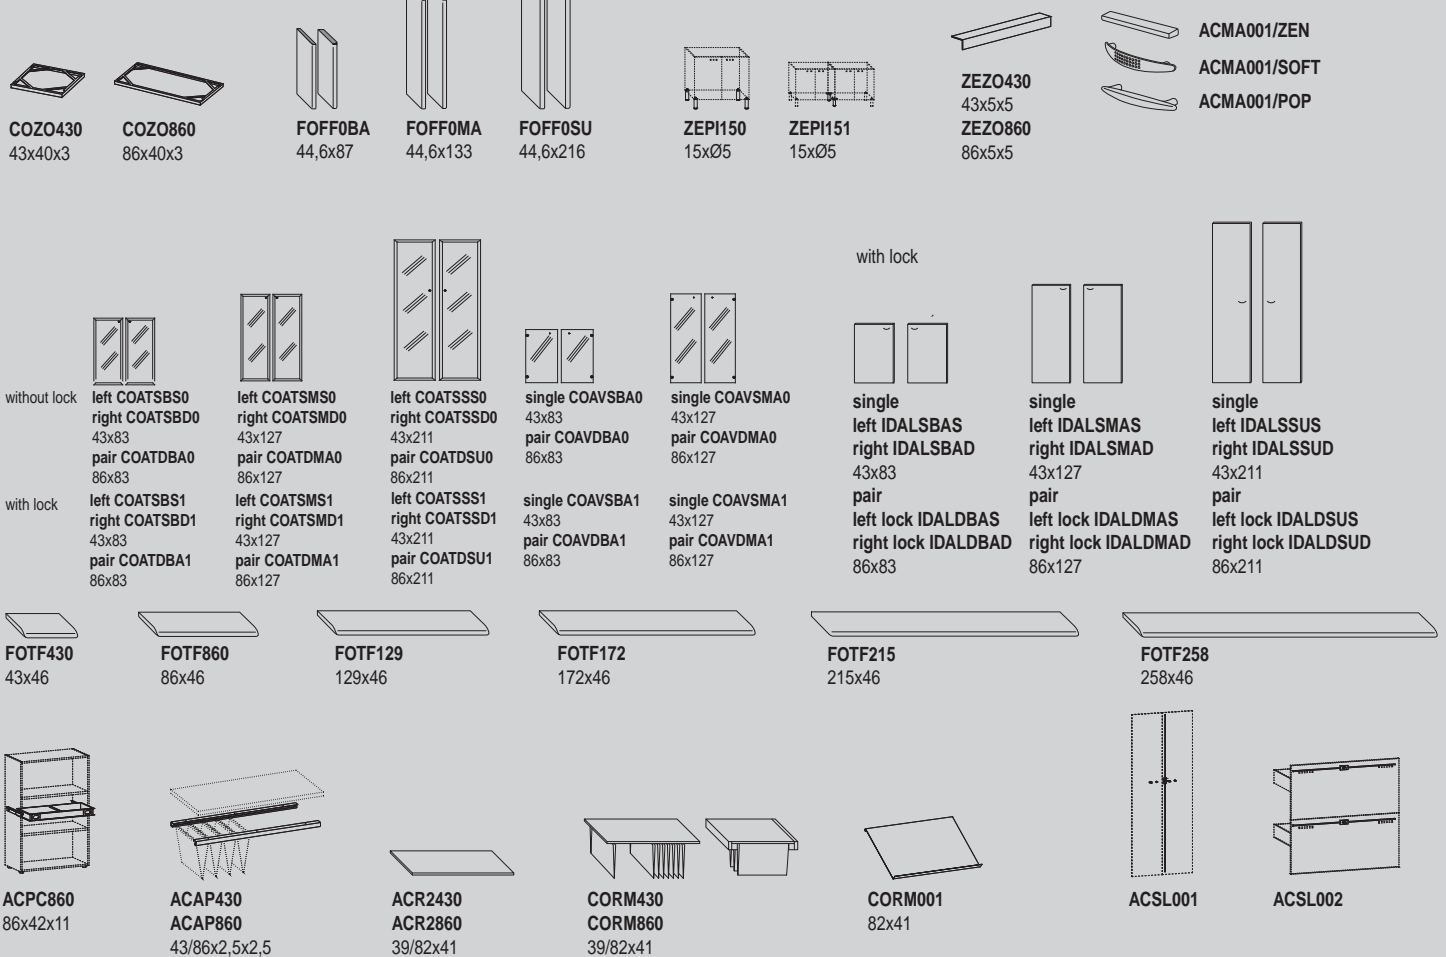 COZO430
43x40x3
COZO860
86x40x3
FOFF0BA
44,6x87
FOFF0MA
44,6x133
FOFF0SU
44,6x216
ZEPI150
15xØ5
ZEPI151
15xØ5
ZEZO430
43x5x5
ZEZO860
86x5x5
ACMA001/ZEN
ACMA001/SOFT
ACMA001/POP
with lock
without lock
left COATSBS0
right COATSBD0
43x83
pair COATDBA0
86x83
left COATSMS0
right COATSMD0
43x127
pair COATDMA0
86x127
left COATSSS0
right COATSSD0
43x211
pair COATDSU0
86x211
single COAVSBA0
43x83
pair COAVDBA0
86x83
single COAVSMA0
43x127
pair COAVDMA0
86x127
with lock
left COATSBS1
right COATSBD1
43x83
pair COATDBA1
86x83
left COATSMS1
right COATSMD1
43x127
pair COATDMA1
86x127
left COATSSS1
right COATSSD1
43x211
pair COATDSU1
86x211
single COAVSBA1
43x83
pair COAVDBA1
86x83
single COAVSMA1
43x127
pair COAVDMA1
86x127
single
left IDALSBAS
right IDALSBAD
43x83
pair
left lock IDALDBAS
right lock IDALDBAD
86x83
single
left IDALSMAS
right IDALSMAD
43x127
pair
left lock IDALDMAS
right lock IDALDMAD
86x127
single
left IDALSSUS
right IDALSSUD
43x211
pair
left lock IDALDSUS
right lock IDALDSUD
86x211
FOTF430
43x46
FOTF860
86x46
FOTF129
129x46
FOTF172
172x46
FOTF215
215x46
FOTF258
258x46
ACPC860
86x42x11
ACAP430
ACAP860
43/86x2,5x2,5
ACR2430
ACR2860
39/82x41
CORM430
CORM860
39/82x41
CORM001
82x41
ACSL001
ACSL002